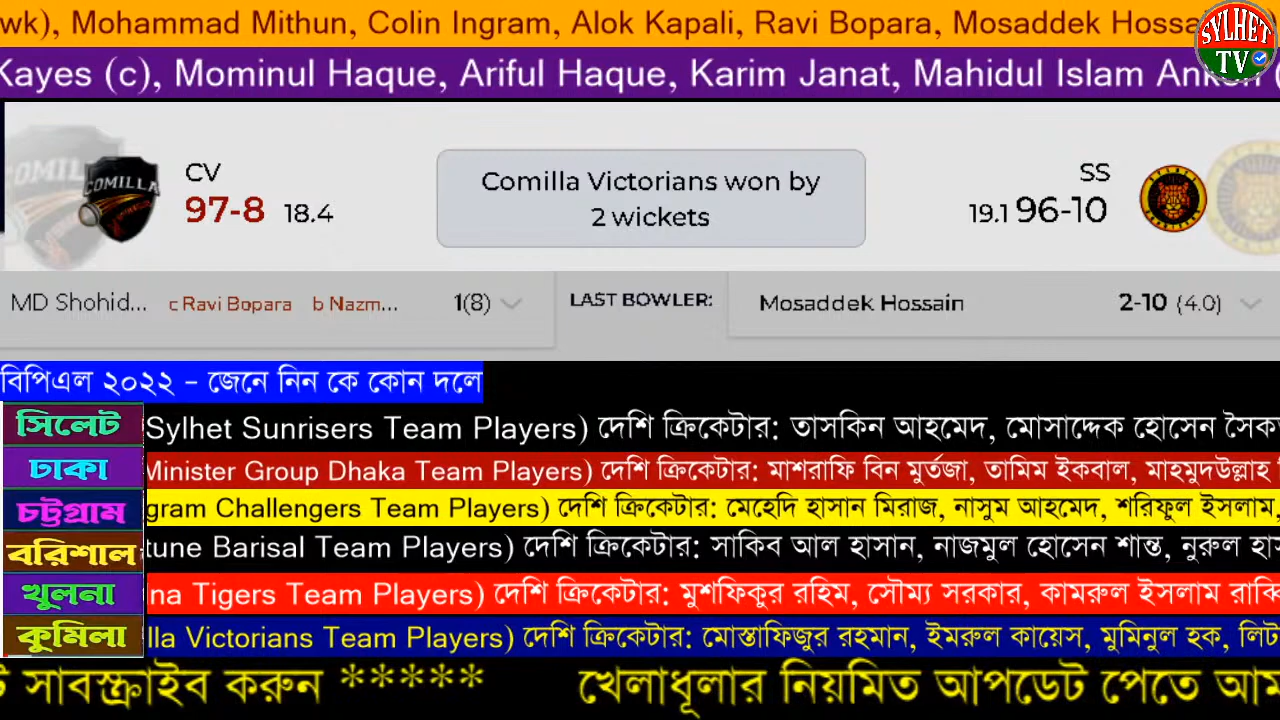 wk), Mohammad Mithun, Colin Ingram, Alok Kapali, Ravi Bopara, Mosaddek Hossa
SYLHET TV
Kayes (c), Mominul Haque, Ariful Haque, Karim Janat, Mahidul Islam
COMILLA
CV
97-8 18.4
Comilla Victorians won by
2 wickets
SS
19.1 96-10
MD Shohid... c Ravi Bopara b Nazm... 1(8) LAST BOWLER: Mosaddek Hossain 2-10 (4.0)
বিপিএল ২০২২ - জেনে নিন কে কোন দলে
সিলেট Sylhet Sunrisers Team Players) দেশি ক্রিকেটার: তাসকিন আহমেদ, মোসাদ্দেক হোসেন সৈক
ঢাকা Minister Group Dhaka Team Players) দেশি ক্রিকেটার: মাশরাফি বিন মুর্তজা, তামিম ইকবাল, মাহমুদউল্লাহ
চট্টগ্রাম gram Challengers Team Players) দেশি ক্রিকেটার: মেহেদি হাসান মিরাজ, নাসুম আহমেদ, শরিফুল ইসলাম,
বরিশাল tune Barisal Team Players) দেশি ক্রিকেটার: সাকিব আল হাসান, নাজমুল হোসেন শান্ত, নুরুল হাস
খুলনা na Tigers Team Players) দেশি ক্রিকেটার: মুশফিকুর রহিম, সৌম্য সরকার, কামরুল ইসলাম রাব্বি
কুমিলা lla Victorians Team Players) দেশি ক্রিকেটার: মোস্তাফিজুর রহমান, ইমরুল কায়েস, মুমিনুল হক, লিট
সাবস্ক্রাইব করুন ***** খেলাধূলার নিয়মিত আপডেট পেতে আম